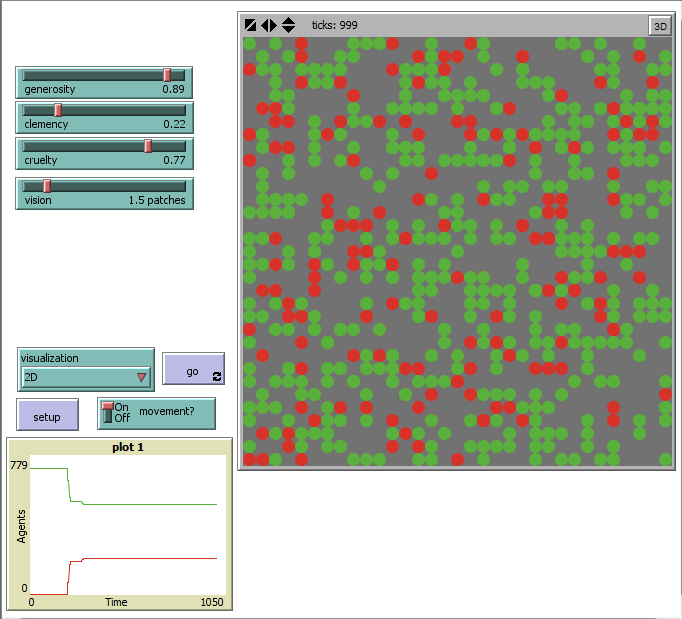 ticks: 999
3D
generosity 0.89
clemency 0.22
cruelty 0.77
vision 1.5 patches
visualization
2D
go
setup
On
Off
movement?
plot 1
779
Agents
0
0 Time 1050